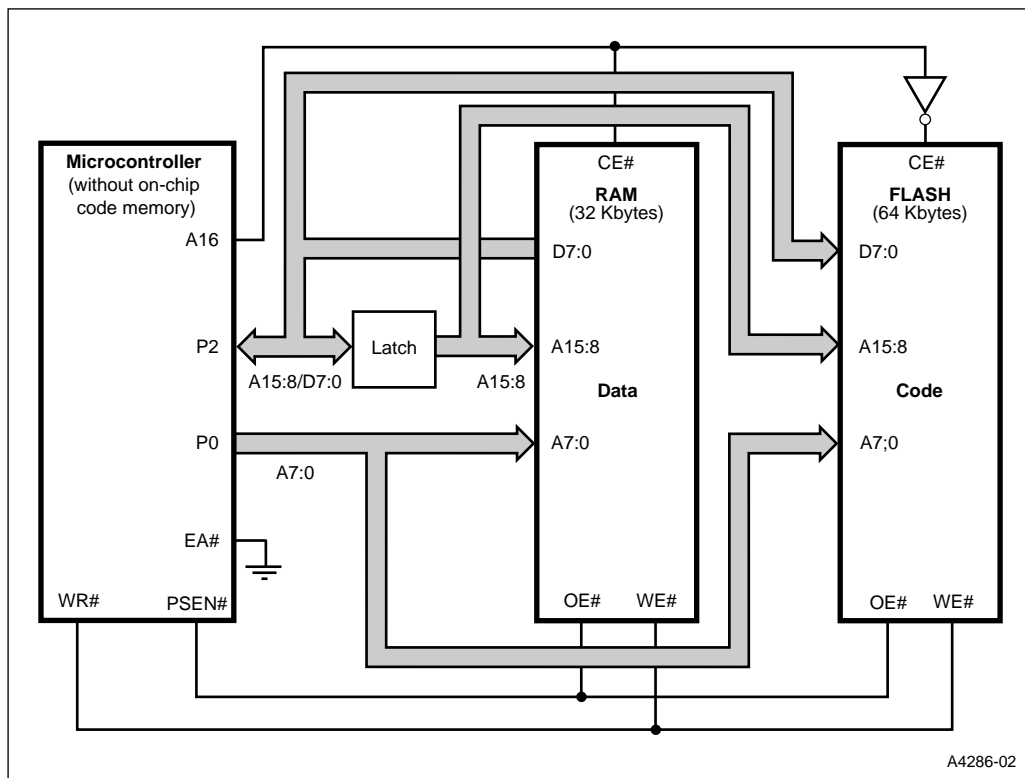 Microcontroller
(without on-chip
code memory)
A16
P2
A15:8/D7:0
Latch
A15:8
P0
A7:0
EA#
WR#
PSEN#
CE#
RAM
(32 Kbytes)
D7:0
A15:8
Data
A7:0
OE#
WE#
CE#
FLASH
(64 Kbytes)
D7:0
A15:8
Code
A7;0
OE#
WE#
A4286-02